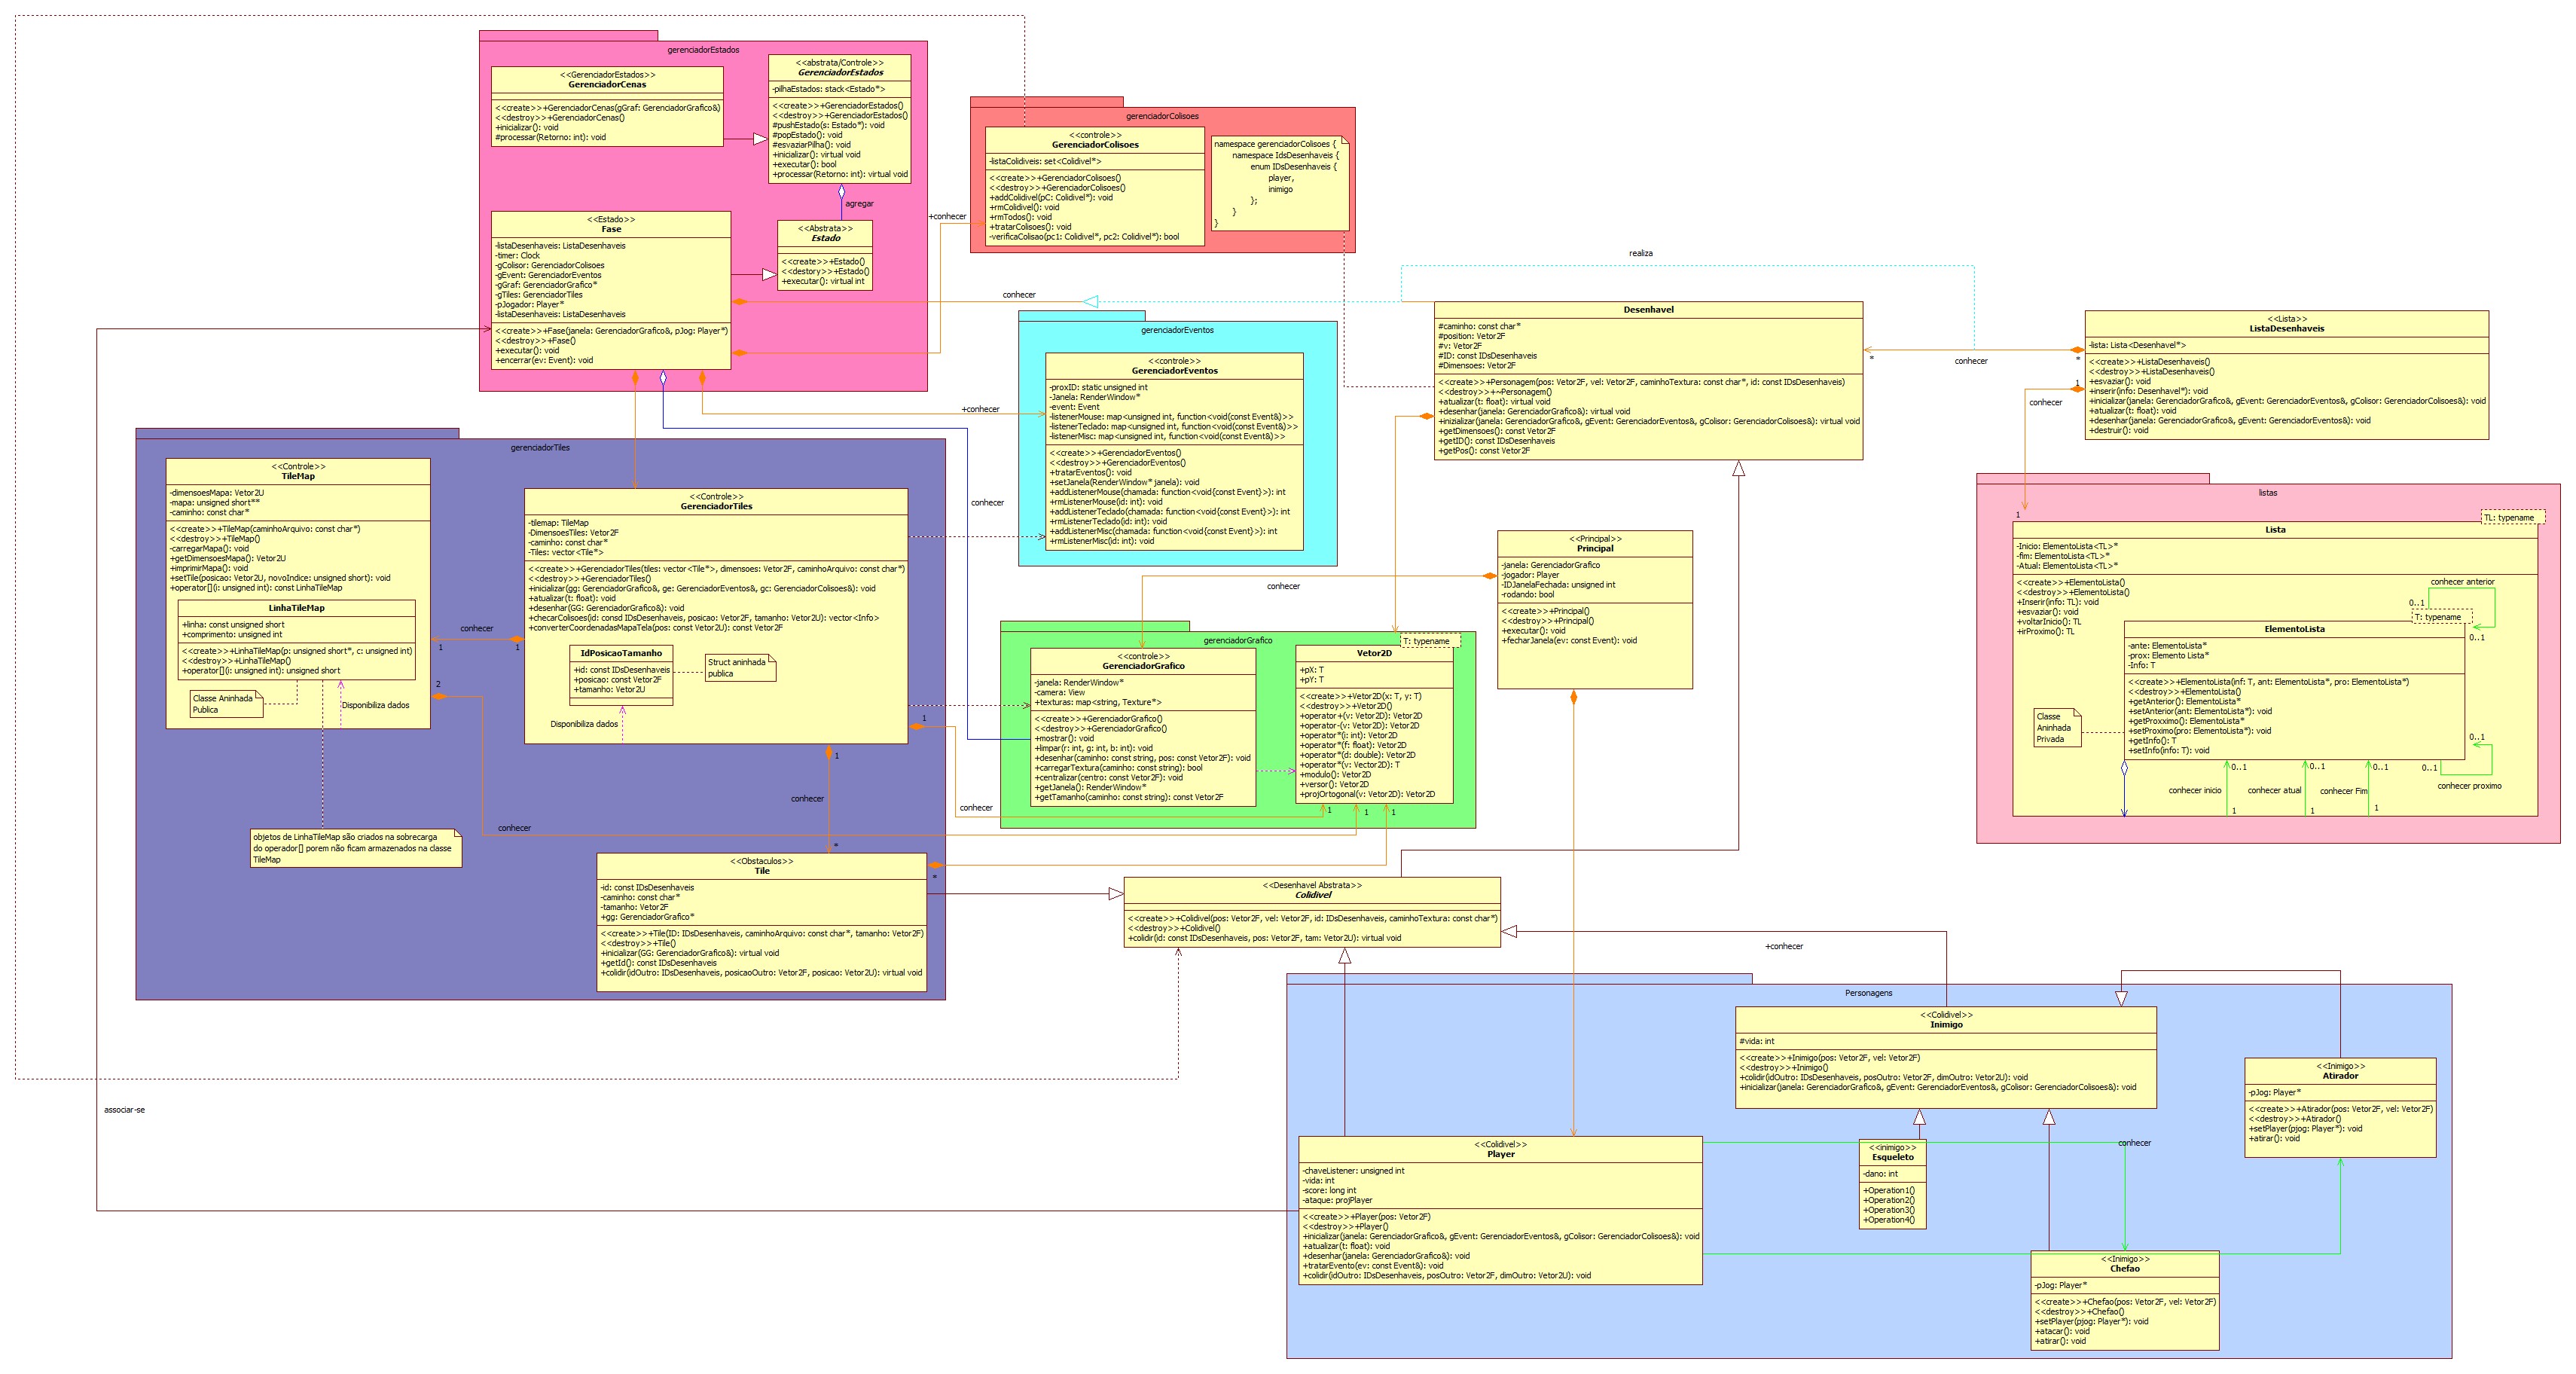 gerenciadorEstados
<<GerenciadorEstados>>
GerenciadorCenas
<<create>>+GerenciadorCenas(gGraf: GerenciadorGrafico&)
<<destroy>>+GerenciadorCenas()
+inicializar(): void
#processar(Retorno: int): void
<<abstrata/Controle>>
GerenciadorEstados
-pilhaEstados: stack<Estado*>
<<create>>+GerenciadorEstados()
<<destroy>>+GerenciadorEstados()
#pushEstado(s: Estado*): void
#popEstado(): void
#esvaziarPilha(): void
+inicializar(): virtual void
+executar(): bool
+processar(Retorno: int): virtual void
agregar
<<Estado>>
Fase
-listaDesenhaveis: ListaDesenhaveis
-timer: Clock
-gColisor: GerenciadorColisoes
-gEvent: GerenciadorEventos
-gGraf: GerenciadorGrafico*
-gTiles: GerenciadorTiles
-pJogador: Player*
-listaDesenhaveis: ListaDesenhaveis
<<create>>+Fase(janela: GerenciadorGrafico&, pJog: Player*)
<<destroy>>+Fase()
+executar(): void
+encerrar(ev: Event): void
<<Abstrata>>
Estado
<<create>>+Estado()
<<destory>>+Estado()
+executar(): virtual int
gerenciadorColisoes
<<controle>>
GerenciadorColisoes
-listaColidiveis: set<Colidivel*>
<<create>>+GerenciadorColisoes()
<<destroy>>+GerenciadorColisoes()
+addColidivel(pC: Colidivel*): void
+rmColidivel(): void
+rmTodos(): void
+tratarColisoes(): void
-verificaColisao(pc1: Colidivel*, pc2: Colidivel*): bool
namespace gerenciadorColisoes {
namespace IdsDesenhaveis {
enum IDsDesenhaveis {
player,
inimigo
};
}
}
+conhecer
conhecer
realiza
gerenciadorEventos
<<controle>>
GerenciadorEventos
-proxID: static unsigned int
-Janela: RenderWindow*
-event: Event
-listenerMouse: map<unsigned int, function<void(const Event&)>>
-listenerTeclado: map<unsigned int, function<void(const Event&)>>
-listenerMisc: map<unsigned int, function<void(const Event&)>>
<<create>>+GerenciadorEventos()
<<destroy>>+GerenciadorEventos()
+tratarEventos(): void
+setJanela(RenderWindow* janela): void
+addListenerMouse(chamada: function<void{const Event}>): int
+rmListenerMouse(id: int): void
+addListenerTeclado(chamada: function<void{const Event}>): int
+rmListenerTeclado(id: int): void
+addListenerMisc(chamada: function<void{const Event}>): int
+rmListenerMisc(id: int): void
+conhecer
conhecer
Desenhavel
#caminho: const char*
#position: Vetor2F
#v: Vetor2F
#ID: const IDsDesenhaveis
#Dimensoes: Vetor2F
<<create>>+Personagem(pos: Vetor2F, vel: Vetor2F, caminhoTextura: const char*, id: const IDsDesenhaveis)
<<destroy>>+~Personagem()
+atualizar(t: float): virtual void
+desenhar(janela: GerenciadorGrafico&): virtual void
+inizializar(janela: GerenciadorGrafico&, gEvent: GerenciadorEventos&, gColisor: GerenciadorColisoes&): virtual void
+getDimensoes(): const Vetor2F
+getID(): const IDsDesenhaveis
+getPos(): const Vetor2F
*
conhecer
*
<<Lista>>
ListaDesenhaveis
-lista: Lista<Desenhavel*>
<<create>>+ListaDesenhaveis()
<<destroy>>+ListaDesenhaveis()
+esvaziar(): void
+inserir(info: Desenhavel*): void
+inicializar(janela: GerenciadorGrafico&, gEvent: GerenciadorEventos&, gColisor: GerenciadorColisoes&): void
+atualizar(t: float): void
+desenhar(janela: GerenciadorGrafico&, gEvent: GerenciadorEventos&): void
+destruir(): void
1
conhecer
1
listas
TL: typename
Lista
-Inicio: ElementoLista<TL>*
-fim: ElementoLista<TL>*
-Atual: ElementoLista<TL>*
<<create>>+ElementoLista()
<<destroy>>+ElementoLista()
+Inserir(info: TL): void
+esvaziar(): void
+voltarInicio(): TL
+irProximo(): TL
conhecer anterior
0..1
0..1
T: typename
ElementoLista
-ante: ElementoLista*
-prox: Elemento Lista*
-Info: T
<<create>>+ElementoLista(inf: T, ant: ElementoLista*, pro: ElementoLista*)
<<destroy>>+ElementoLista()
+getAnterior(): ElementoLista*
+setAnterior(ant: ElementoLista*): void
+getProxximo(): ElementoLista*
+setProximo(pro: ElementoLista*): void
+getInfo(): T
+setInfo(info: T): void
Classe
Aninhada
Privada
0..1
0..1
conhecer proximo
0..1
0..1
0..1
conhecer inicio
conhecer atual
conhecer Fim
1
1
1
gerenciadorTiles
<<Controle>>
TileMap
-dimensoesMapa: Vetor2U
-mapa: unsigned short**
-caminho: const char*
<<create>>+TileMap(caminhoArquivo: const char*)
<<destroy>>+TileMap()
-carregarMapa(): void
+getDimensoesMapa(): Vetor2U
+imprimirMapa(): void
+setTile(posicao: Vetor2U, novoIndice: unsigned short): void
+operator[](i: unsigned int): const LinhaTileMap
LinhaTileMap
+linha: const unsigned short
+comprimento: unsigned int
<<create>>+LinhaTileMap(p: unsigned short*, c: unsigned int)
<<destroy>>+LinhaTileMap()
+operator[](i: unsigned int): unsigned short
Classe Aninhada
Publica
Disponibiliza dados
objetos de LinhaTileMap são criados na sobrecarga
do operador[] porem não ficam armazenados na classe
TileMap
conhecer
1
1
2
conhecer
<<Controle>>
GerenciadorTiles
-tilemap: TileMap
-DimensoesTiles: Vetor2F
-caminho: const char*
-Tiles: vector<Tile*>
<<create>>+GerenciadorTiles(tiles: vector<Tile*>, dimensoes: Vetor2F, caminhoArquivo: const char*)
<<destroy>>+GerenciadorTiles()
+inicializar(gg: GerenciadorGrafico&, ge: GerenciadorEventos&, gc: GerenciadorColisoes&): void
+atualizar(t: float): void
+desenhar(GG: GerenciadorGrafico&): void
+checarColisoes(id: const IDsDesenhaveis, posicao: Vetor2F, tamanho: Vetor2U): vector<Info>
+converterCoordenadasMapaTela(pos: const Vetor2U): const Vetor2F
IdPosicaoTamanho
+id: const IDsDesenhaveis
+posicao: const Vetor2F
+tamanho: Vetor2U
Struct aninhada
publica
Disponibiliza dados
1
conhecer
1
conhecer
*
<<Obstaculos>>
Tile
-id: const IDsDesenhaveis
-caminho: const char*
-tamanho: Vetor2F
+gg: GerenciadorGrafico*
<<create>>+Tile(ID: IDsDesenhaveis, caminhoArquivo: const char*, tamanho: Vetor2F)
<<destroy>>+Tile()
+inicializar(GG: GerenciadorGrafico&): virtual void
+getId(): const IDsDesenhaveis
+colidir(idOutro: IDsDesenhaveis, posicaoOutro: Vetor2F, posicao: Vetor2U): virtual void
*
gerenciadorGrafico
<<controle>>
GerenciadorGrafico
-janela: RenderWindow*
-camera: View
+texturas: map<string, Texture*>
<<create>>+GerenciadorGrafico()
<<destroy>>+GerenciadorGrafico()
+mostrar(): void
+limpar(r: int, g: int, b: int): void
+desenhar(caminho: const string, pos: const Vetor2F): void
+carregarTextura(caminho: const string): bool
+centralizar(centro: const Vetor2F): void
+getJanela(): RenderWindow*
+getTamanho(caminho: const string): const Vetor2F
T: typename
Vetor2D
+pX: T
+pY: T
<<create>>+Vetor2D(x: T, y: T)
<<destroy>>+Vetor2D()
+operator+(v: Vetor2D): Vetor2D
+operator-(v: Vetor2D): Vetor2D
+operator*(i: int): Vetor2D
+operator*(f: float): Vetor2D
+operator*(d: double): Vetor2D
+operator*(v: Vector2D): T
+modulo(): Vetor2D
+versor(): Vetor2D
+projOrtogonal(v: Vetor2D): Vetor2D
1
1
1
conhecer
<<Principal>>
Principal
-janela: GerenciadorGrafico
-jogador: Player
-IDJanelaFechada: unsigned int
-rodando: bool
<<create>>+Principal()
<<destroy>>+Principal()
+executar(): void
+fecharJanela(ev: const Event): void
<<Desenhavel Abstrata>>
Colidivel
<<create>>+Colidivel(pos: Vetor2F, vel: Vetor2F, id: IDsDesenhaveis, caminhoTextura: const char*)
<<destroy>>+Colidivel()
+colidir(id: const IDsDesenhaveis, pos: Vetor2F, tam: Vetor2U): virtual void
+conhecer
Personagens
<<Colidivel>>
Inimigo
#vida: int
<<create>>+Inimigo(pos: Vetor2F, vel: Vetor2F)
<<destroy>>+Inimigo()
+colidir(idOutro: IDsDesenhaveis, posOutro: Vetor2F, dimOutro: Vetor2U): void
+inicializar(janela: GerenciadorGrafico&, gEvent: GerenciadorEventos&, gColisor: GerenciadorColisoes&): void
<<Inimigo>>
Atirador
-pJog: Player*
<<create>>+Atirador(pos: Vetor2F, vel: Vetor2F)
<<destroy>>+Atirador()
+setPlayer(pjog: Player*): void
+atirar(): void
associar-se
<<Colidivel>>
Player
-chaveListener: unsigned int
-vida: int
-score: long int
-ataque: projPlayer
<<create>>+Player(pos: Vetor2F)
<<destroy>>+Player()
+inicializar(janela: GerenciadorGrafico&, gEvent: GerenciadorEventos&, gColisor: GerenciadorColisoes&): void
+atualizar(t: float): void
+desenhar(janela: GerenciadorGrafico&): void
+tratarEvento(ev: const Event&): void
+colidir(idOutro: IDsDesenhaveis, posOutro: Vetor2F, dimOutro: Vetor2U): void
<<inimigo>>
Esqueleto
-dano: int
+Operation1()
+Operation2()
+Operation3()
+Operation4()
conhecer
<<Inimigo>>
Chefao
-pJog: Player*
<<create>>+Chefao(pos: Vetor2F, vel: Vetor2F)
<<destroy>>+Chefao()
+setPlayer(pjog: Player*): void
+atacar(): void
+atirar(): void